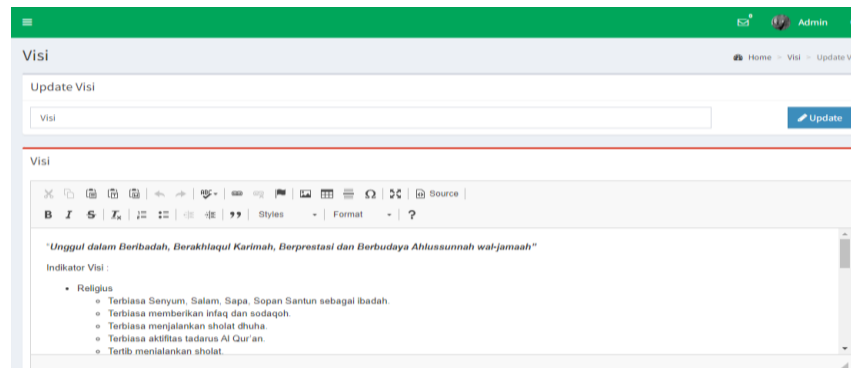 Admin
Visi
Home > Visi > Update V
Update Visi
Visi
Update
Visi
Source
B I S Tx Styles Format ?
"Unggul dalam Beribadah, Berakhlaqul Karimah, Berprestasi dan Berbudaya Ahlussunnah wal-jamaah"
Indikator Visi :
Religius
Terbiasa Senyum, Salam, Sapa, Sopan Santun sebagai ibadah.
Terbiasa memberikan infaq dan sodaqoh.
Terbiasa menjalankan sholat dhuha.
Terbiasa aktifitas tadarus Al Qur'an.
Tertib menjalankan sholat.